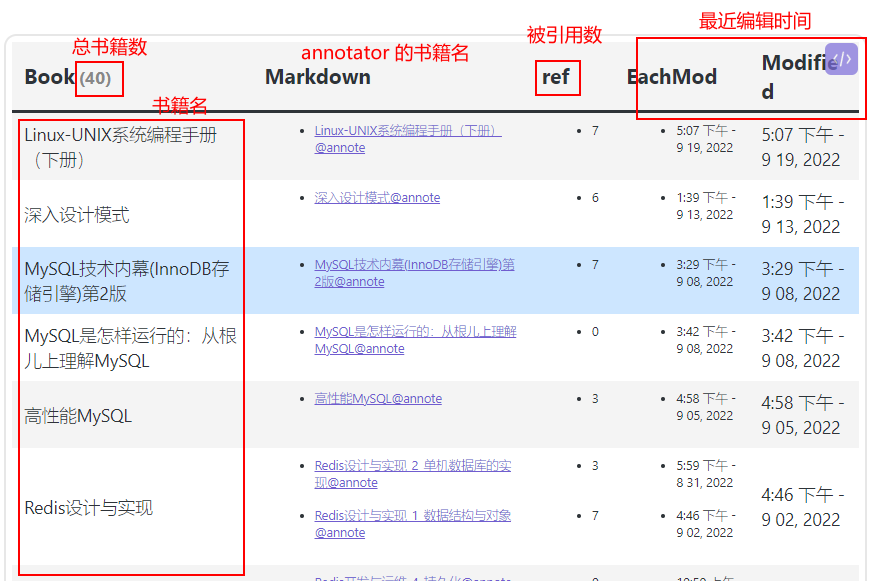 最近编辑时间
总书籍数
annotator 的书籍名
被引用数
Book (40)
Markdown
ref
EachMod
Modifie
d
书籍名
Linux-UNIX系统编程手册
（下册）
Linux-UNIX系统编程手册（下册）
@annote
7
5:07 下午 -
9 19, 2022
5:07 下午 -
9 19, 2022
深入设计模式
深入设计模式@annote
6
1:39 下午 -
9 13, 2022
1:39 下午 -
9 13, 2022
MySQL技术内幕(InnoDB存
储引擎)第2版
MySQL技术内幕(InnoDB存储引擎)第
2版@annote
7
3:29 下午 -
9 08, 2022
3:29 下午 -
9 08, 2022
MySQL是怎样运行的：从根
儿上理解MySQL
MySQL是怎样运行的：从根儿上理解
MySQL@annote
0
3:42 下午 -
9 08, 2022
3:42 下午 -
9 08, 2022
高性能MySQL
高性能MySQL@annote
3
4:58 下午 -
9 05, 2022
4:58 下午 -
9 05, 2022
Redis设计与实现
Redis设计与实现 2 单机数据库的实
现@annote
3
5:59 下午 -
8 31, 2022
Redis设计与实现 1 数据结构与对象
@annote
7
4:46 下午 -
9 02, 2022
4:46 下午 -
9 02, 2022